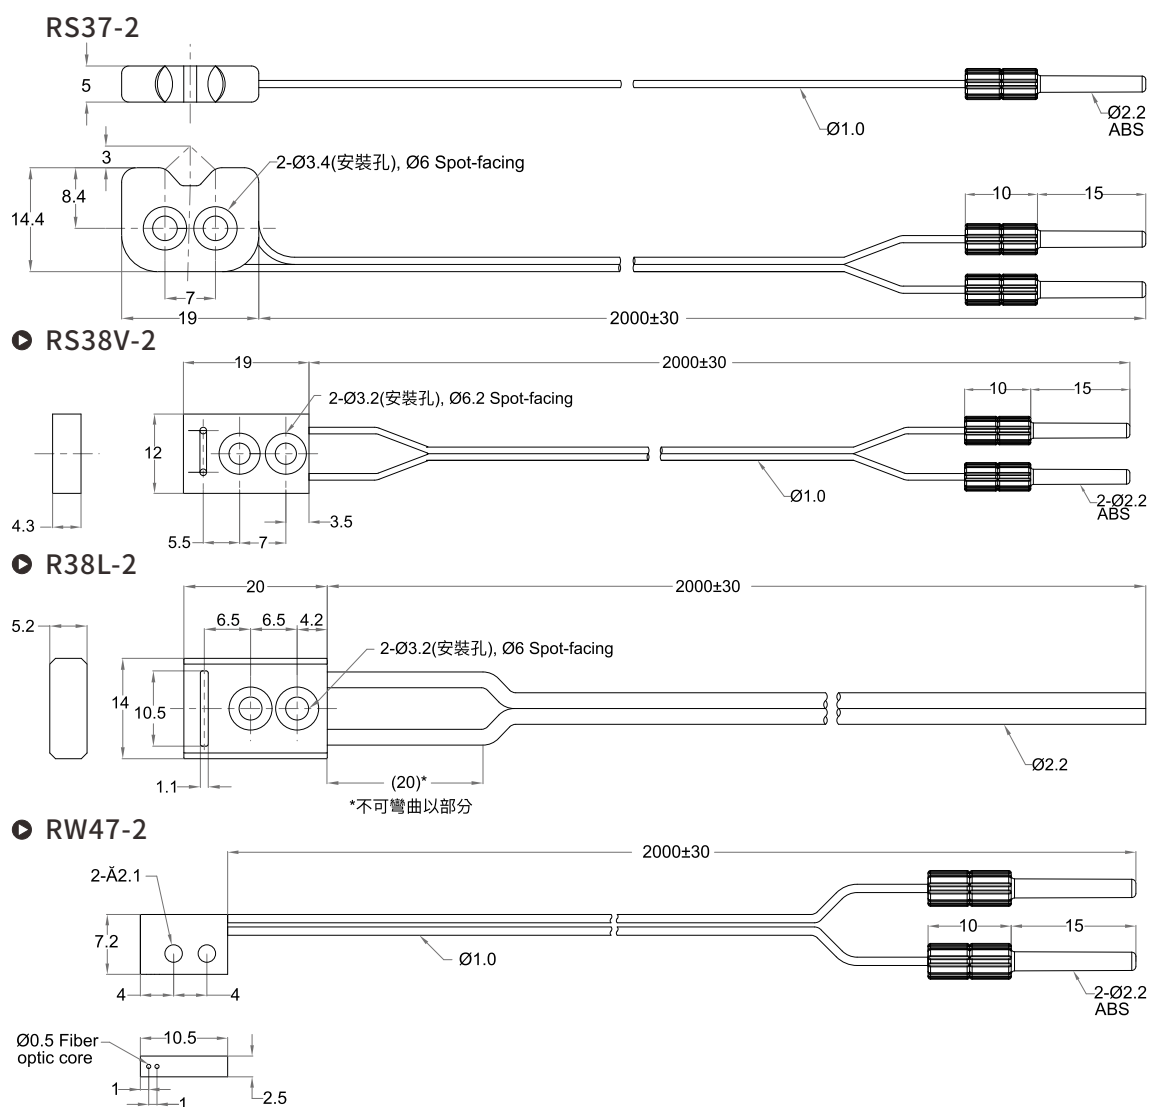 RS37-2
5
Ø1.0
Ø2.2
ABS
3
2-Ø3.4(安裝孔), Ø6 Spot-facing
8.4
14.4
10
15
7
19
2000±30
RS38V-2
19
2000±30
2-Ø3.2(安裝孔), Ø6.2 Spot-facing
10
15
12
Ø1.0
2-Ø2.2
ABS
4.3
3.5
5.5
7
R38L-2
20
2000±30
5.2
6.5
6.5
4.2
2-Ø3.2(安裝孔), Ø6 Spot-facing
14
10.5
Ø2.2
1.1
(20)*
*不可彎曲以部分
RW47-2
2000±30
2-Ă2.1
7.2
10
15
Ø1.0
4
4
2-Ø2.2
ABS
Ø0.5 Fiber
optic core
10.5
1
1
2.5